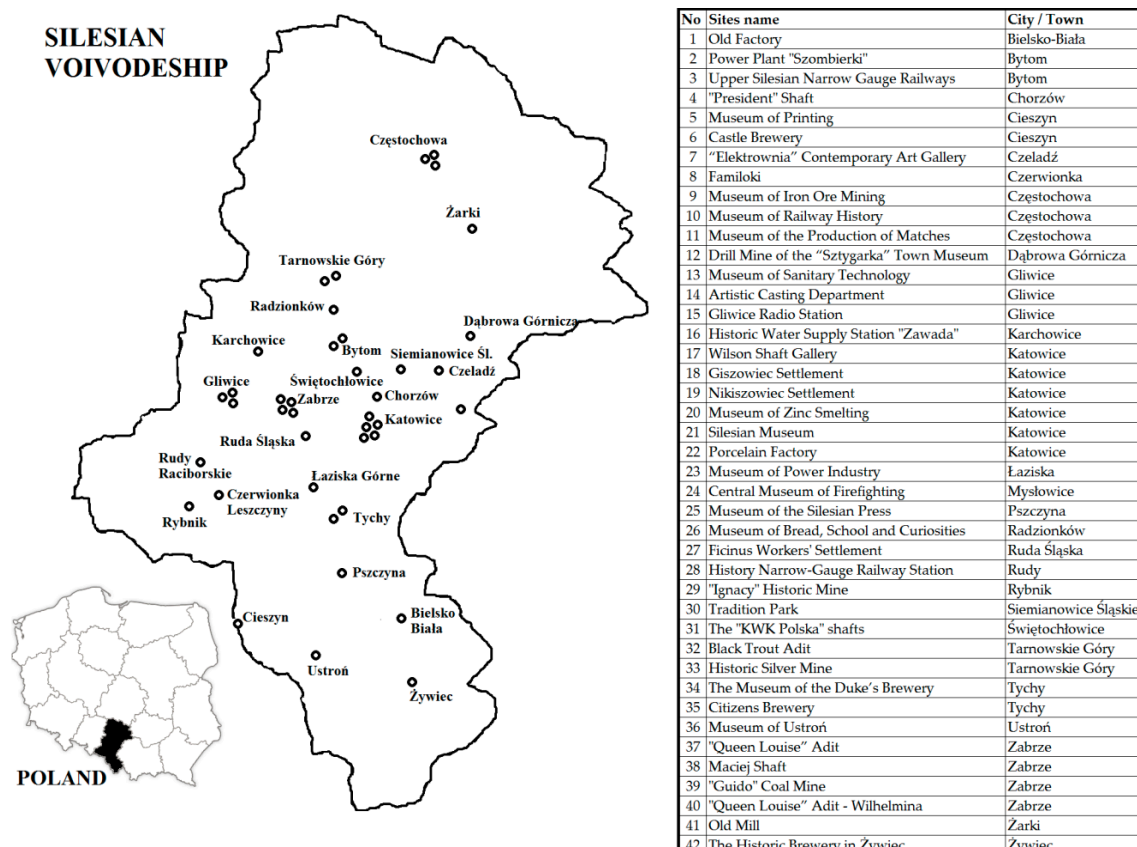 SILESIAN
VOIVODESHIP
Częstochowa
Żarki
Tarnowskie Góry
Radzionków
Dąbrowa Górnicza
Karchowice
Bytom
Siemianowice Śl.
Czeladź
Gliwice
Świętochłowice
Zabrze
Chorzów
Katowice
Ruda Śląska
Rudy
Raciborskie
Łaziska Górne
Czerwionka
Leszczyny
Rybnik
Tychy
Pszczyna
Cieszyn
Bielsko
Biała
Ustroń
Żywiec
POLAND
No Sites name City / Town
1 Old Factory Bielsko-Biała
2 Power Plant "Szombierki" Bytom
3 Upper Silesian Narrow Gauge Railways Bytom
4 "President" Shaft Chorzów
5 Museum of Printing Cieszyn
6 Castle Brewery Cieszyn
7 “Elektrownia” Contemporary Art Gallery Czeladź
8 Familoki Czerwionka
9 Museum of Iron Ore Mining Częstochowa
10 Museum of Railway History Częstochowa
11 Museum of the Production of Matches Częstochowa
12 Drill Mine of the “Sztygarka” Town Museum Dąbrowa Górnicza
13 Museum of Sanitary Technology Gliwice
14 Artistic Casting Department Gliwice
15 Gliwice Radio Station Gliwice
16 Historic Water Supply Station "Zawada" Karchowice
17 Wilson Shaft Gallery Katowice
18 Giszowiec Settlement Katowice
19 Nikiszowiec Settlement Katowice
20 Museum of Zinc Smelting Katowice
21 Silesian Museum Katowice
22 Porcelain Factory Katowice
23 Museum of Power Industry Łaziska
24 Central Museum of Firefighting Mysłowice
25 Museum of the Silesian Press Pszczyna
26 Museum of Bread, School and Curiosities Radzionków
27 Ficinus Workers' Settlement Ruda Śląska
28 History Narrow-Gauge Railway Station Rudy
29 "Ignacy" Historic Mine Rybnik
30 Tradition Park Siemianowice Śląskie
31 The "KWK Polska" shafts Świętochłowice
32 Black Trout Adit Tarnowskie Góry
33 Historic Silver Mine Tarnowskie Góry
34 The Museum of the Duke’s Brewery Tychy
35 Citizens Brewery Tychy
36 Museum of Ustroń Ustroń
37 "Queen Louise” Adit Zabrze
38 Maciej Shaft Zabrze
39 "Guido" Coal Mine Zabrze
40 "Queen Louise” Adit - Wilhelmina Zabrze
41 Old Mill Żarki
42 The Historic Brewery in Żywiec Żywiec